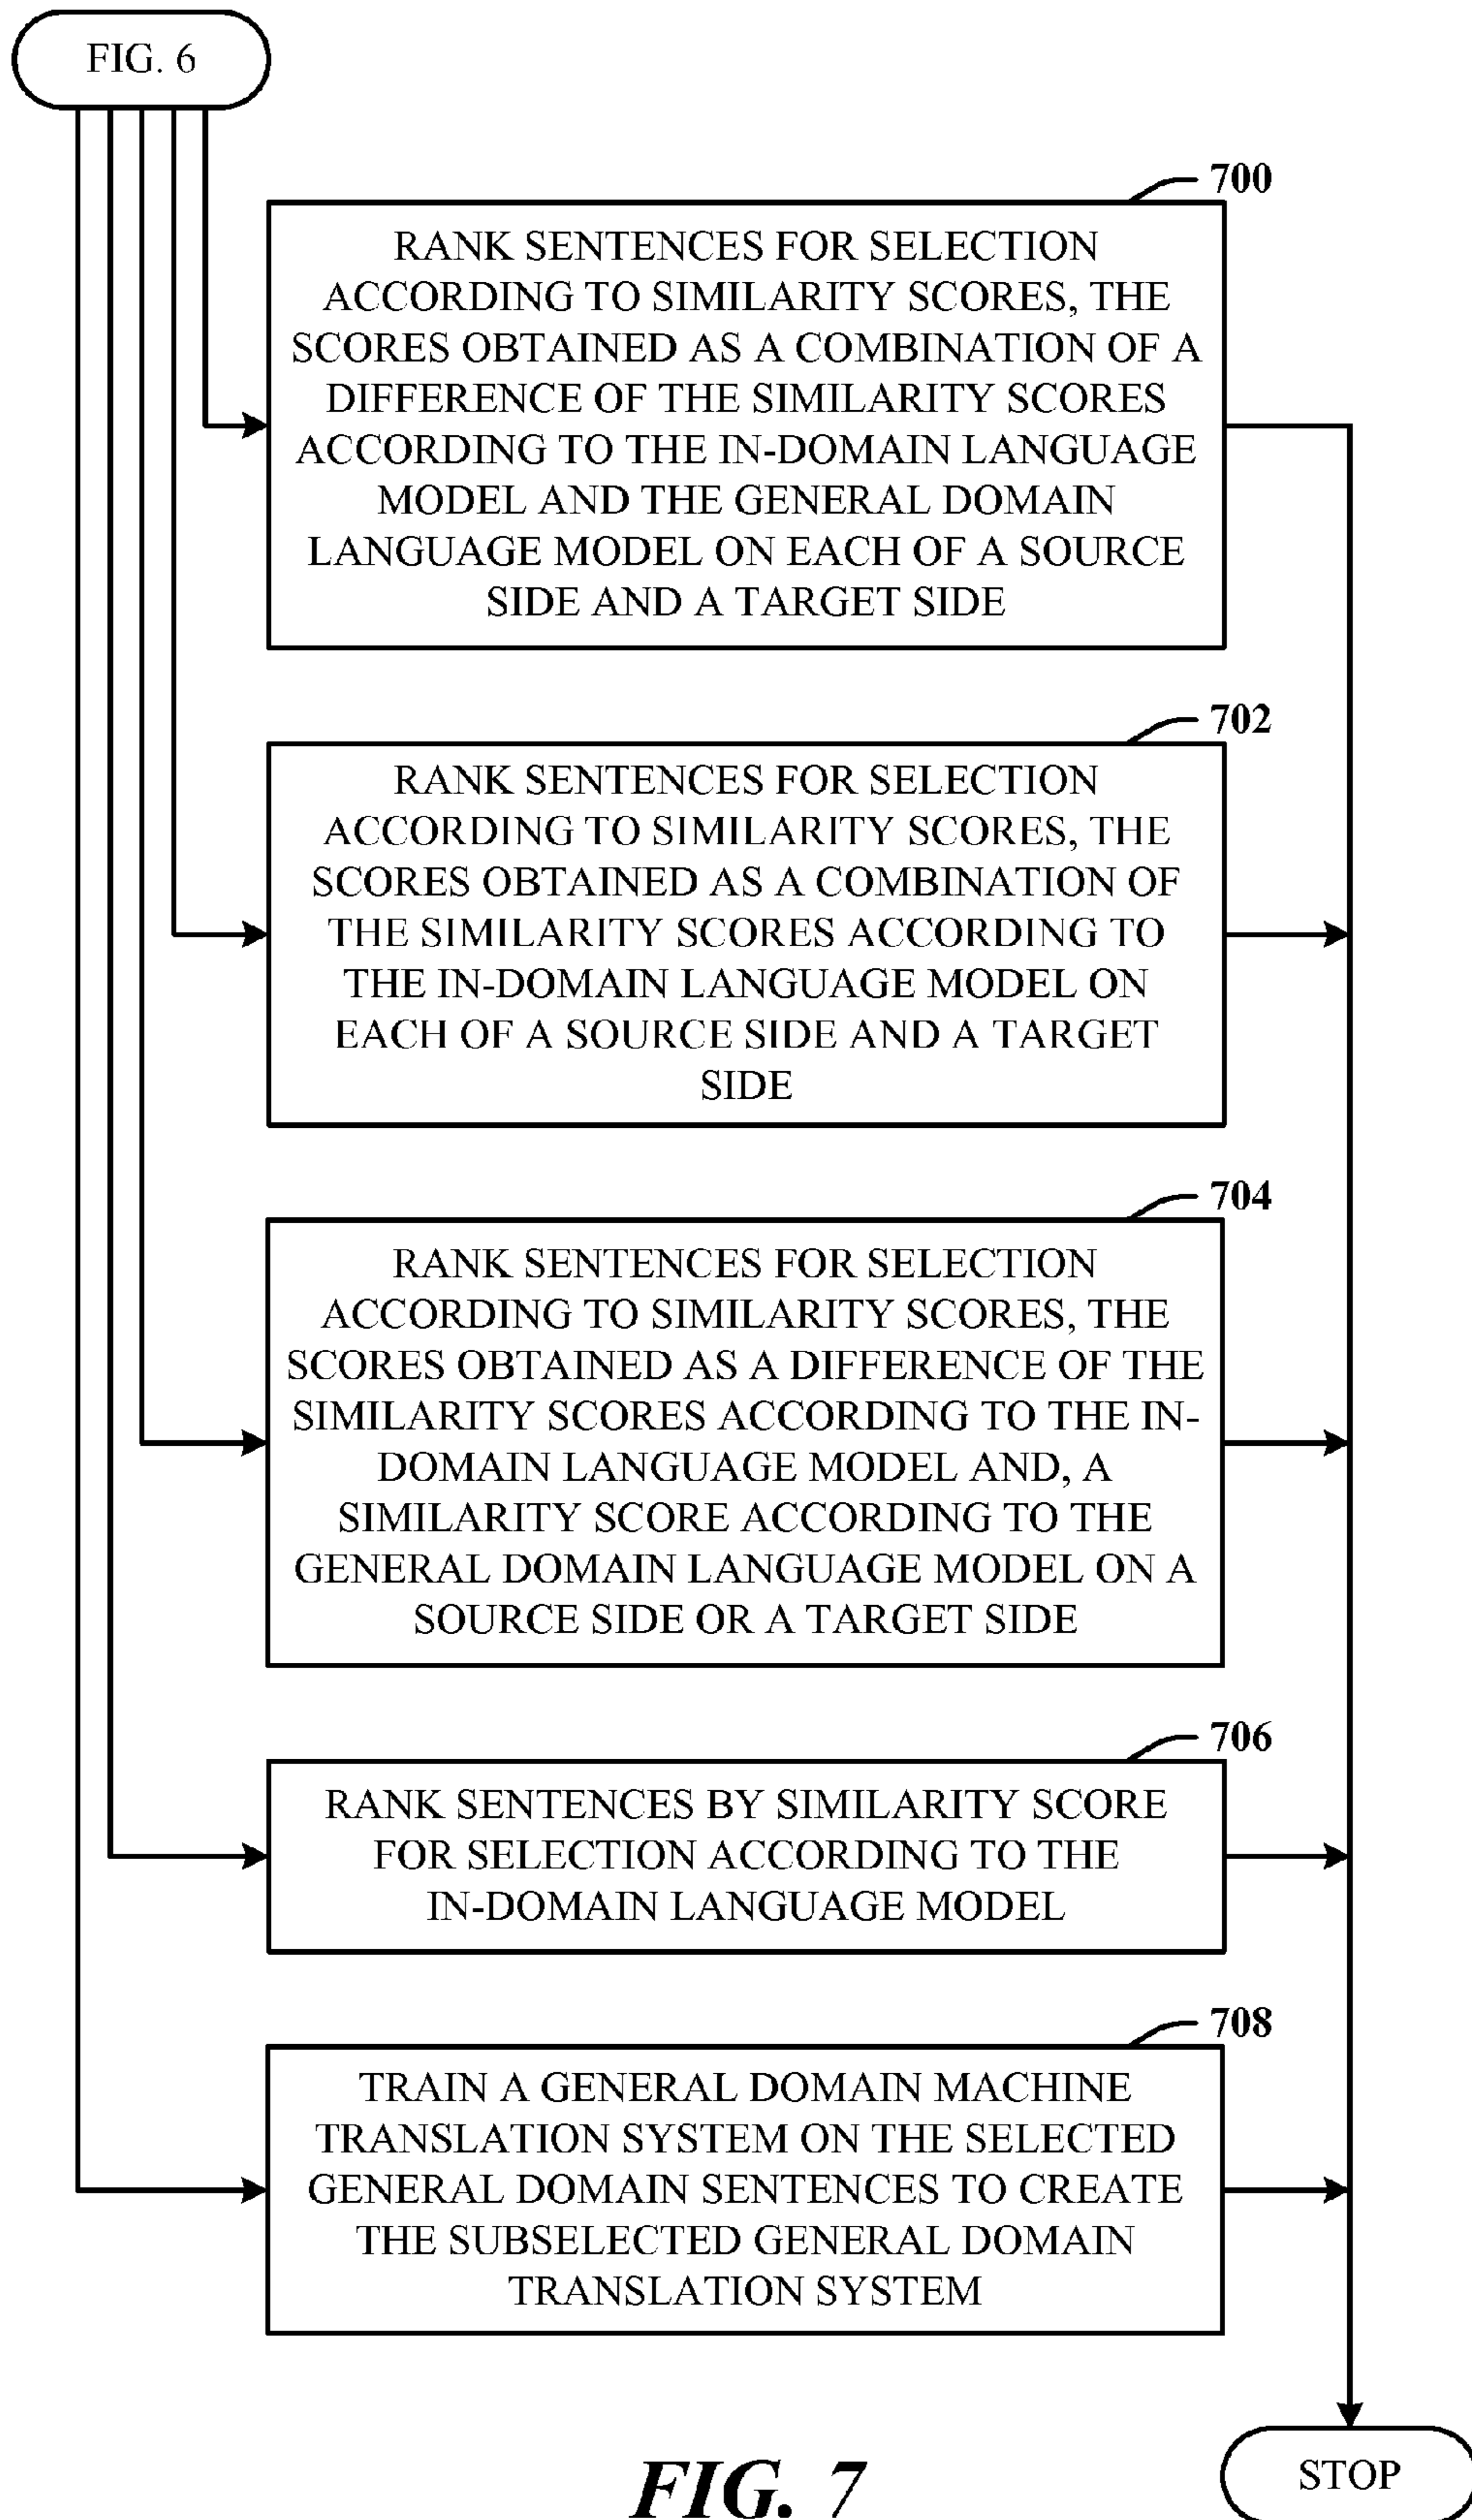 FIG. 6
700
RANK SENTENCES FOR SELECTION
ACCORDING TO SIMILARITY SCORES, THE
SCORES OBTAINED AS A COMBINATION OF A
DIFFERENCE OF THE SIMILARITY SCORES
ACCORDING TO THE IN-DOMAIN LANGUAGE
MODEL AND THE GENERAL DOMAIN
LANGUAGE MODEL ON EACH OF A SOURCE
SIDE AND A TARGET SIDE
702
RANK SENTENCES FOR SELECTION
ACCORDING TO SIMILARITY SCORES, THE
SCORES OBTAINED AS A COMBINATION OF
THE SIMILARITY SCORES ACCORDING TO
THE IN-DOMAIN LANGUAGE MODEL ON
EACH OF A SOURCE SIDE AND A TARGET
SIDE
704
RANK SENTENCES FOR SELECTION
ACCORDING TO SIMILARITY SCORES, THE
SCORES OBTAINED AS A DIFFERENCE OF THE
SIMILARITY SCORES ACCORDING TO THE IN-
DOMAIN LANGUAGE MODEL AND, A
SIMILARITY SCORE ACCORDING TO THE
GENERAL DOMAIN LANGUAGE MODEL ON A
SOURCE SIDE OR A TARGET SIDE
706
RANK SENTENCES BY SIMILARITY SCORE
FOR SELECTION ACCORDING TO THE
IN-DOMAIN LANGUAGE MODEL
708
TRAIN A GENERAL DOMAIN MACHINE
TRANSLATION SYSTEM ON THE SELECTED
GENERAL DOMAIN SENTENCES TO CREATE
THE SUBSELECTED GENERAL DOMAIN
TRANSLATION SYSTEM
STOP
FIG. 7